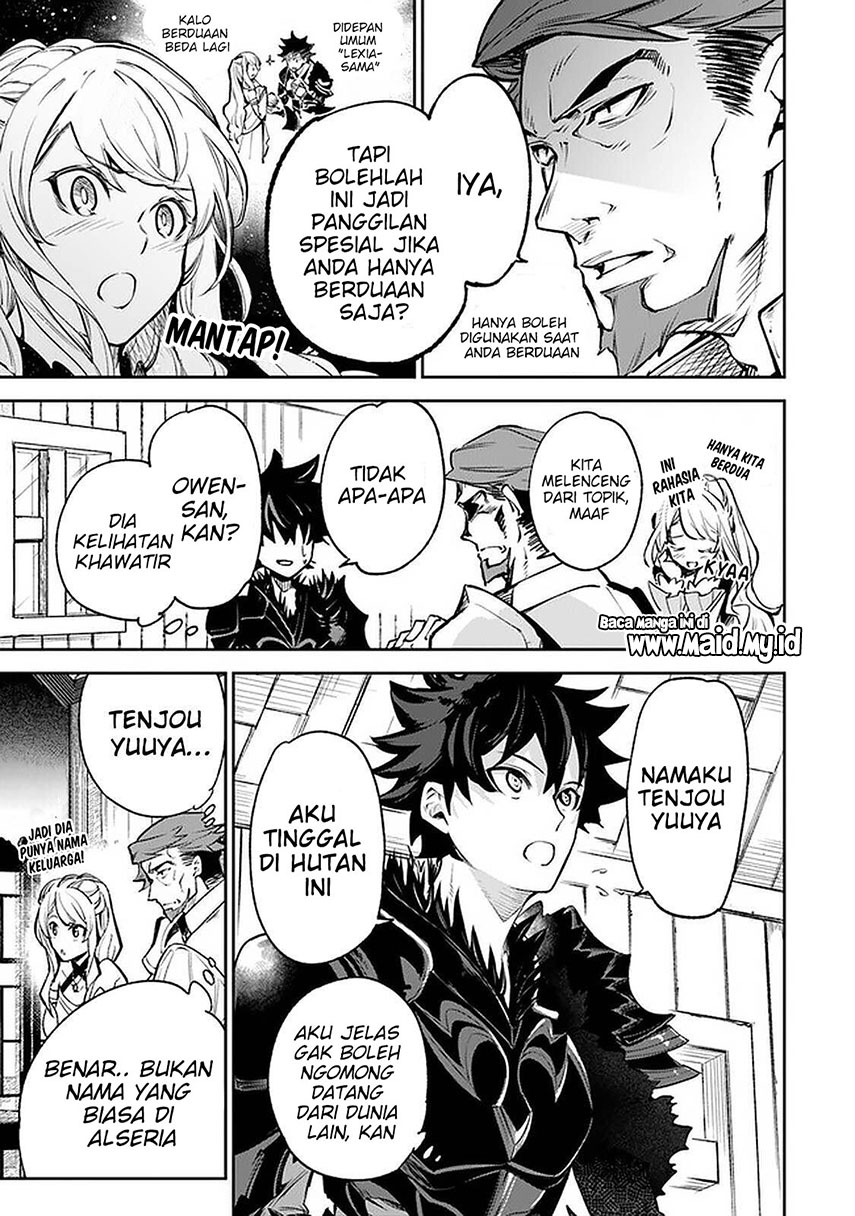 IYA,
HANYA BOLEH
DIGUNAKAN SAAT
ANDA BERDUAAN
TAPI
BOLEHLAH
INI JADI
PANGGILAN
SPESIAL JIKA
ANDA HANYA
BERDUAAN
SAJA?
DIDEPAN
UMUM
"LEXIA-
SAMA"
KALO
BERDUAAN
BEDA LAGI
MANTAP!
HANYA KITA
BERDUA
INI
RAHASIA
KITA
KYAA
KITA
MELENCENG
DARI TOPIK,
MAAF
TIDAK
APA-APA
OWEN-
SAN,
KAN?
DIA
KELIHATAN
KHAWATIR
Baca Manga ini di
www.Maid.My.id
NAMAKU
TENJOU
YUUYA
AKU
TINGGAL
DI HUTAN
INI
AKU JELAS
GAK BOLEH
NGOMONG
DATANG
DARI DUNIA
LAIN, KAN
TENJOU
YUUYA...
JADI DIA
PUNYA NAMA
KELUARGA!
BENAR.. BUKAN
NAMA YANG
BIASA DI
ALSERIA